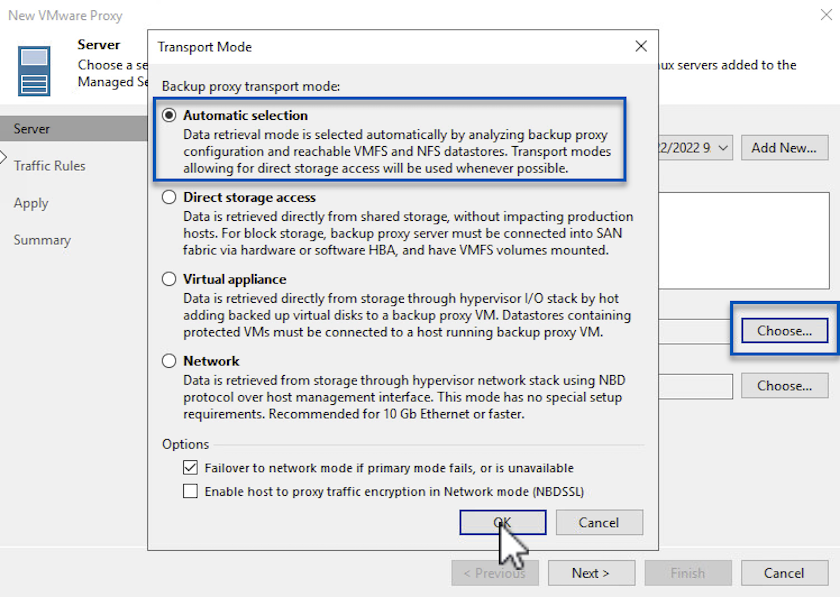 New VMware Proxy
Server
Choose a se
Managed Se
ux servers added to the
Transport Mode
Backup proxy transport mode:
Automatic selection
Data retrieval mode is selected automatically by analyzing backup proxy
configuration and reachable VMFS and NFS datastores. Transport modes
allowing for direct storage access will be used whenever possible.
Direct storage access
Data is retrieved directly from shared storage, without impacting production
hosts. For block storage, backup proxy server must be connected into SAN
fabric via hardware or software HBA, and have VMFS volumes mounted.
Virtual appliance
Data is retrieved directly from storage through hypervisor I/O stack by hot
adding backed up virtual disks to a backup proxy VM. Datastores containing
protected VMs must be connected to a host running backup proxy VM.
Network
Data is retrieved from storage through hypervisor network stack using NBD
protocol over host management interface. This mode has no special setup
requirements. Recommended for 10 Gb Ethernet or faster.
Options
Failover to network mode if primary mode fails, or is unavailable
Enable host to proxy traffic encryption in Network mode (NBDSSL)
OK
Cancel
Server
Traffic Rules
Apply
Summary
2/2022 9
Add New...
Choose...
Choose...
< Previous
Next >
Finish
Cancel